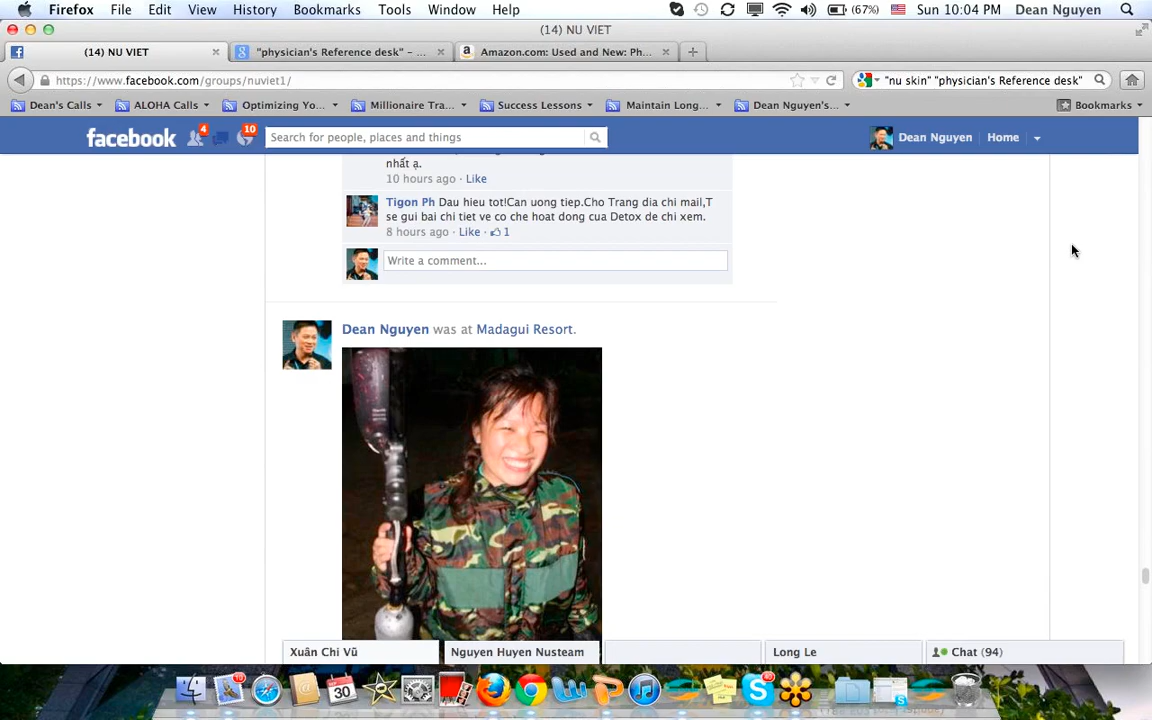 Firefox File Edit View History Bookmarks Tools Window Help (67%) Sun 10:04 PM Dean Nguyen
(14) NU VIET
(14) NU VIET "physician's Reference desk" – ... Amazon.com: Used and New: Ph...
https://www.facebook.com/groups/nuviet1/ "nu skin" "physician's Reference desk"
Dean's Calls ALOHA Calls Optimizing Yo... Millionaire Tra... Success Lessons Maintain Long... Dean Nguyen's... Bookmarks
facebook 4 10 Search for people, places and things Dean Nguyen Home
nhất ạ.
10 hours ago · Like
Tigon Ph Dau hieu tot!Can uong tiep.Cho Trang dia chi mail,T
se gui bai chi tiet ve co che hoat dong cua Detox de chi xem.
8 hours ago · Like · 1
Write a comment...
Dean Nguyen was at Madagui Resort.
Xuân Chi Vũ Nguyen Huyen Nusteam Long Le Chat (94)
30